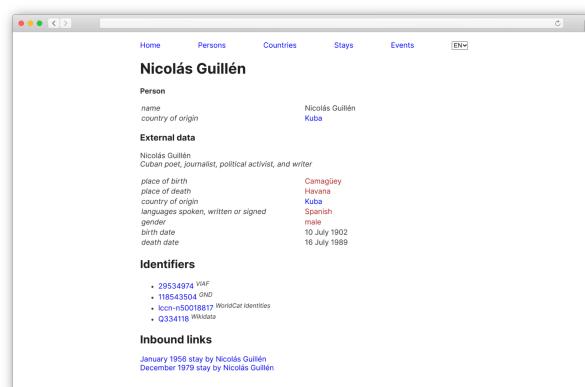 Home Persons Countries Stays Events EN
Nicolás Guillén
Person
name Nicolás Guillén
country of origin Kuba
External data
Nicolás Guillén
Cuban poet, journalist, political activist, and writer
place of birth Camagüey
place of death Havana
country of origin Kuba
languages spoken, written or signed Spanish
gender male
birth date 10 July 1902
death date 16 July 1989
Identifiers
• 29534974 VIAF
• 118543504 GND
• lccn-n50018817 WorldCat Identities
• Q334118 Wikidata
Inbound links
January 1956 stay by Nicolás Guillén
December 1979 stay by Nicolás Guillén